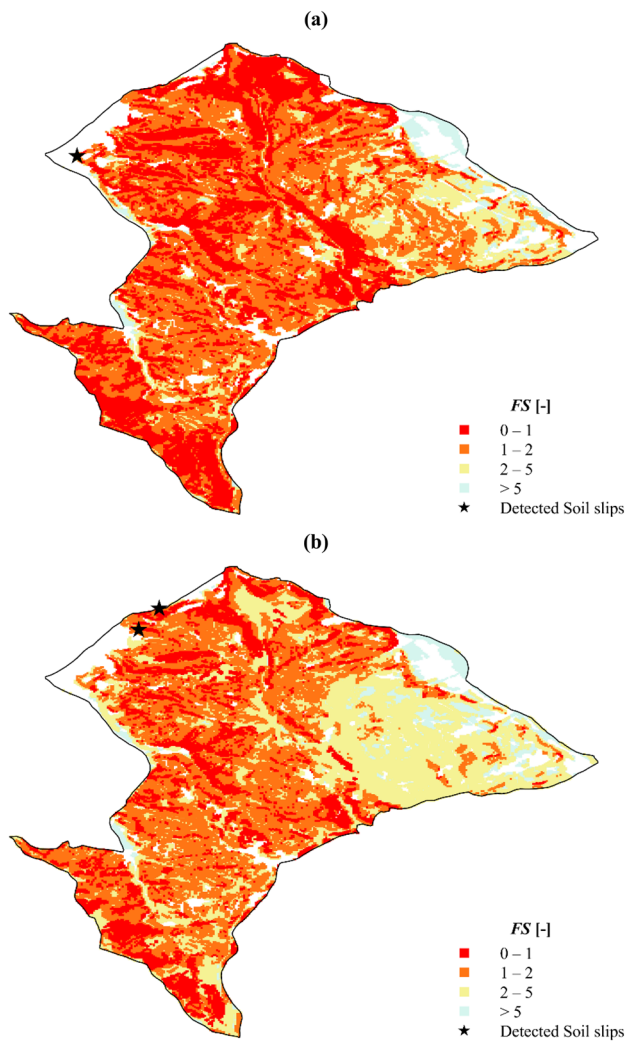 (a)
FS [-]
0 – 1
1 – 2
2 – 5
> 5
Detected Soil slips
(b)
FS [-]
0 – 1
1 – 2
2 – 5
> 5
Detected Soil slips